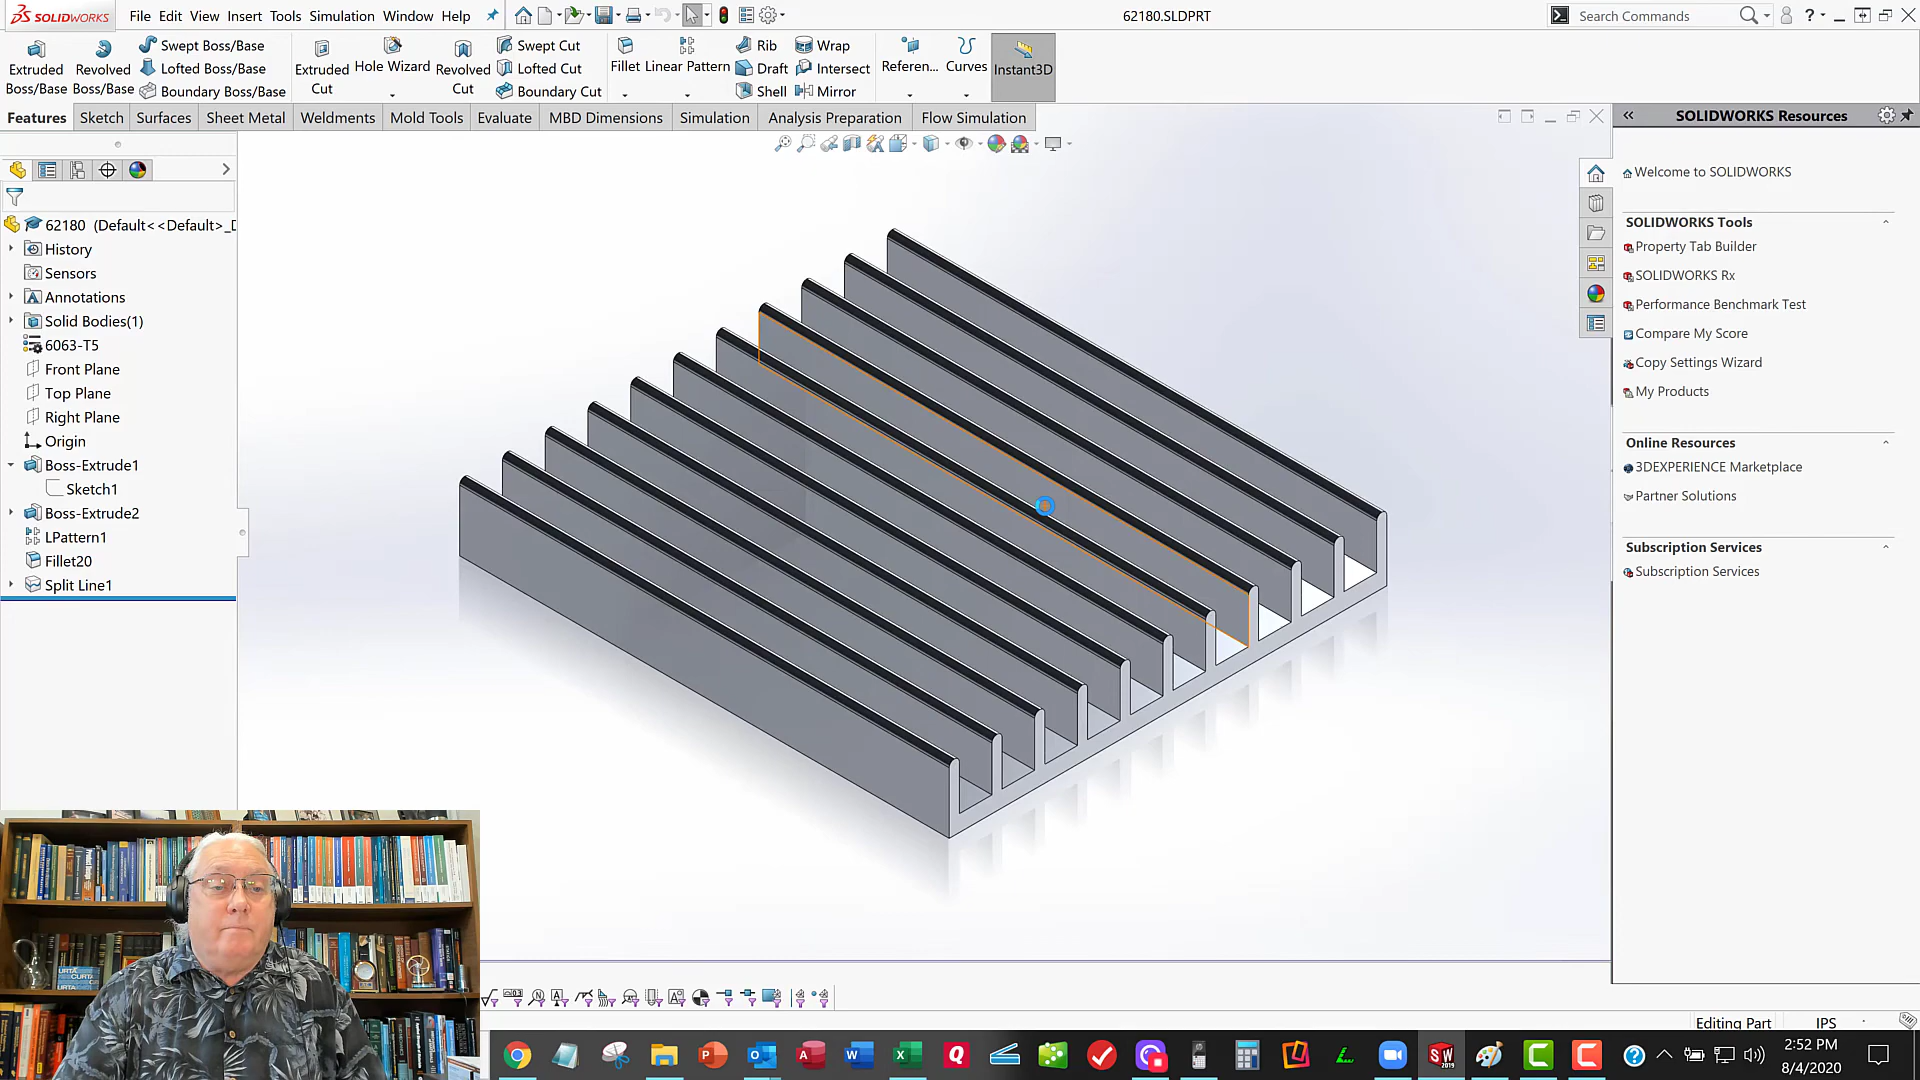 SOLIDWORKS File Edit View Insert Tools Simulation Window Help 62180.SLDPRT Search Commands ?
Extruded Boss/Base
Revolved Boss/Base
Swept Boss/Base
Lofted Boss/Base
Boundary Boss/Base
Extruded Cut
Hole Wizard
Revolved Cut
Swept Cut
Lofted Cut
Boundary Cut
Fillet
Linear Pattern
Rib
Draft
Shell
Wrap
Intersect
Mirror
Referen...
Curves
Instant3D
Features Sketch Surfaces Sheet Metal Weldments Mold Tools Evaluate MBD Dimensions Simulation Analysis Preparation Flow Simulation
62180 (Default<<Default>_D
History
Sensors
Annotations
Solid Bodies(1)
6063-T5
Front Plane
Top Plane
Right Plane
Origin
Boss-Extrude1
Sketch1
Boss-Extrude2
LPattern1
Fillet20
Split Line1
SOLIDWORKS Resources
Welcome to SOLIDWORKS
SOLIDWORKS Tools
Property Tab Builder
SOLIDWORKS Rx
Performance Benchmark Test
Compare My Score
Copy Settings Wizard
My Products
Online Resources
3DEXPERIENCE Marketplace
Partner Solutions
Subscription Services
Subscription Services
Editing Part IPS
2:52 PM
8/4/2020